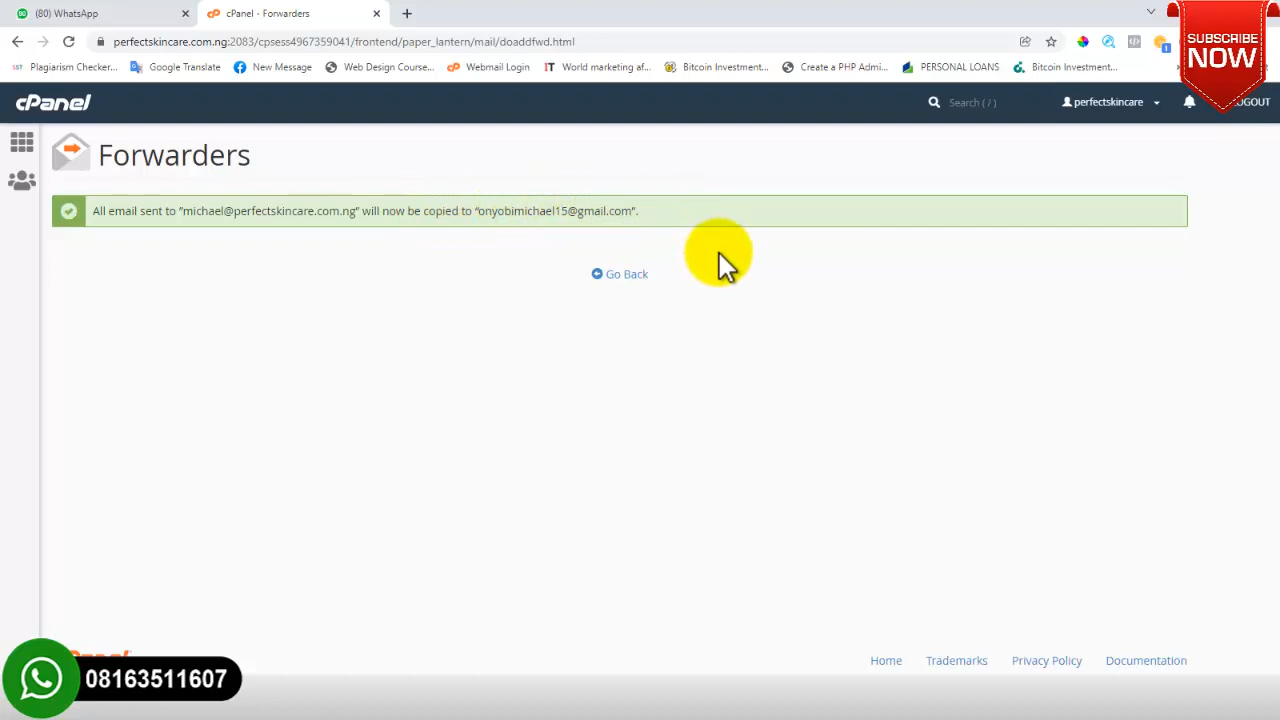 (80) WhatsApp
cPanel - Forwarders
perfectskincare.com.ng:2083/cpsess4967359041/frontend/paper_lantern/mail/doaddfwd.html
SST Plagiarism Checker...
Google Translate
New Message
Web Design Course...
Webmail Login
IT World marketing af...
Bitcoin Investment...
Create a PHP Admi...
PERSONAL LOANS
Bitcoin Investment...
SUBSCRIBE
NOW
cPanel
Search ( / )
perfectskincare
LOGOUT
Forwarders
All email sent to "michael@perfectskincare.com.ng" will now be copied to "onyobimichael15@gmail.com".
Go Back
08163511607
Home
Trademarks
Privacy Policy
Documentation